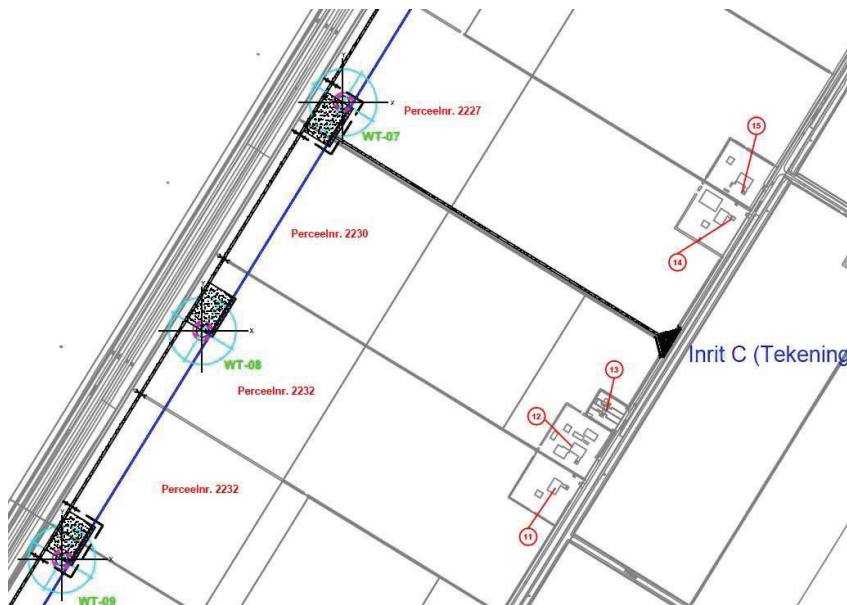 Y
X
WT-07
Perceelnr. 2227
15
14
Perceelnr. 2230
X
WT-08
Inrit C (Tekening
Perceelnr. 2232
13
12
11
Perceelnr. 2232
X
WT-09